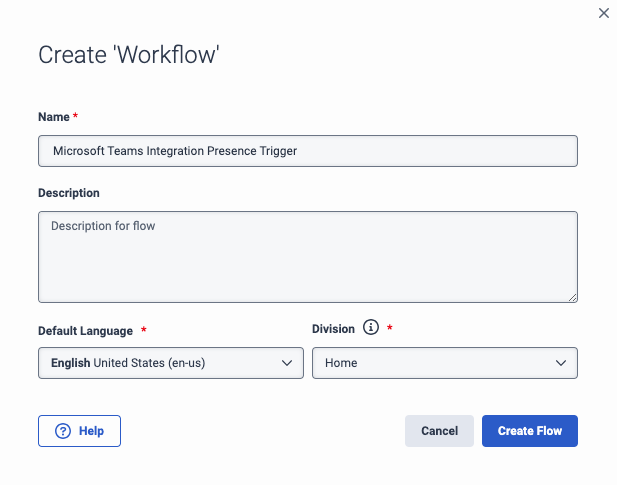 Create 'Workflow'
Name *
Microsoft Teams Integration Presence Trigger
Description
Description for flow
Default Language * Division *
English United States (en-us) Home
Help Cancel Create Flow